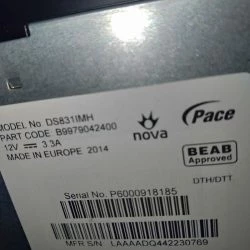 MODEL No DS831IMH
PART CODE B9979042400
12V 3.3A
MADE IN EUROPE 2014
nova
Pace
BEAB
Approved
DTH/DTT
Serial No. P6000918185
MFR S/N LAAAADQ442230769